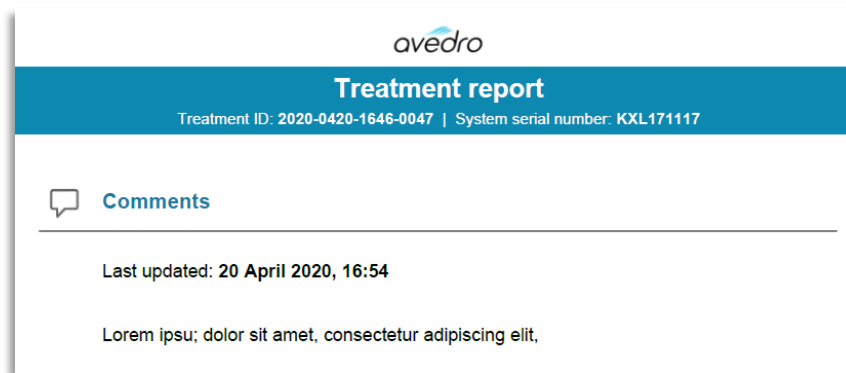 avedro
Treatment report
Treatment ID: 2020-0420-1646-0047 | System serial number: KXL171117
Comments
Last updated: 20 April 2020, 16:54
Lorem ipsu; dolor sit amet, consectetur adipiscing elit,